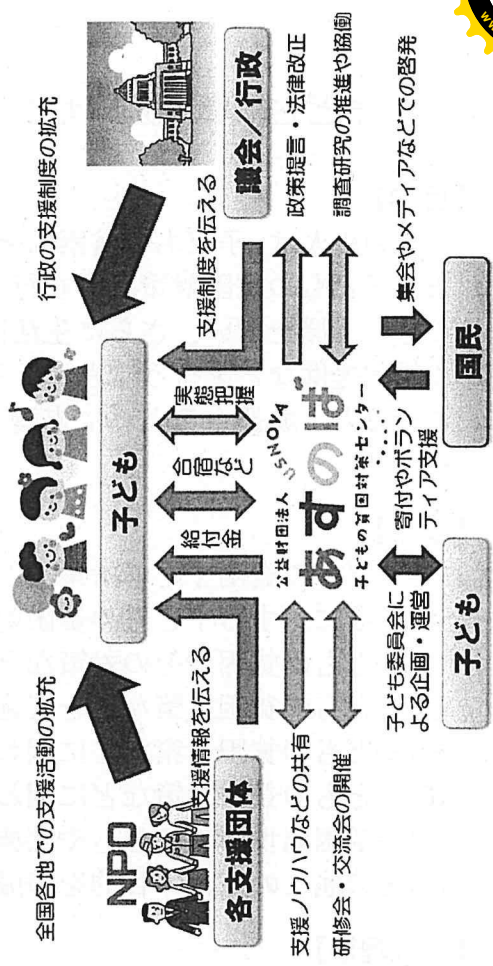 全国各地での支援活動の拡充
行政の支援制度の拡充
NPO
各支援団体
子ども
議会／行政
支援情報を伝える
給付金
合宿など
実態把握
支援制度を伝える
支援ノウハウなどの共有
研修会・交流会の開催
公益財団法人
USNOVA
あすのば
子どもの貧困対策センター
政策提言・法律改正
調査研究の推進や協働
子ども委員会に
よる企画・運営
寄付やボラン
ティア支援
集会やメディアなどでの啓発
子ども
国民